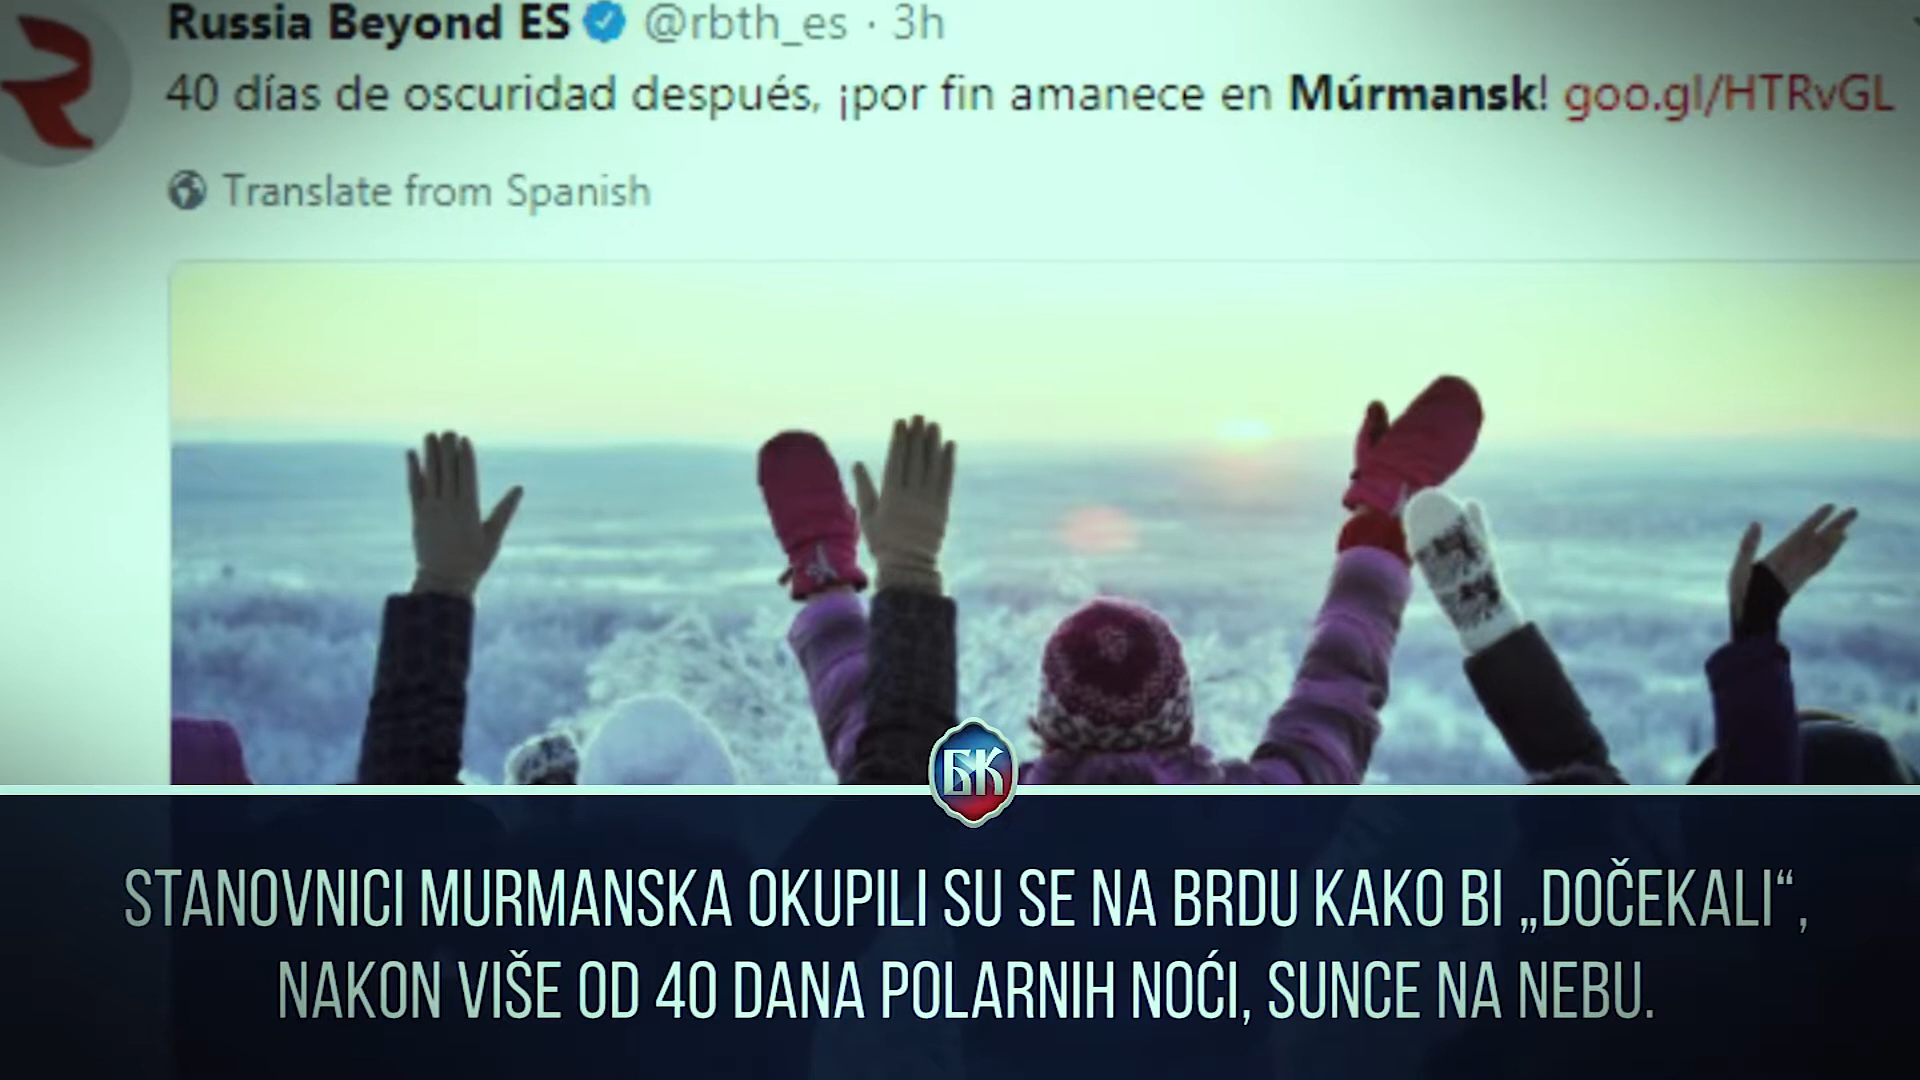 Russia Beyond ES @rbth_es · 3h
40 días de oscuridad después, ¡por fin amanece en Múrmansk! goo.gl/HTRvGL
Translate from Spanish
БК
STANOVNICI MURMANSKA OKUPILI SU SE NA BRDU KAKO BI „DOČEKALI“,
NAKON VIŠE OD 40 DANA POLARNIH NOĆI, SUNCE NA NEBU.